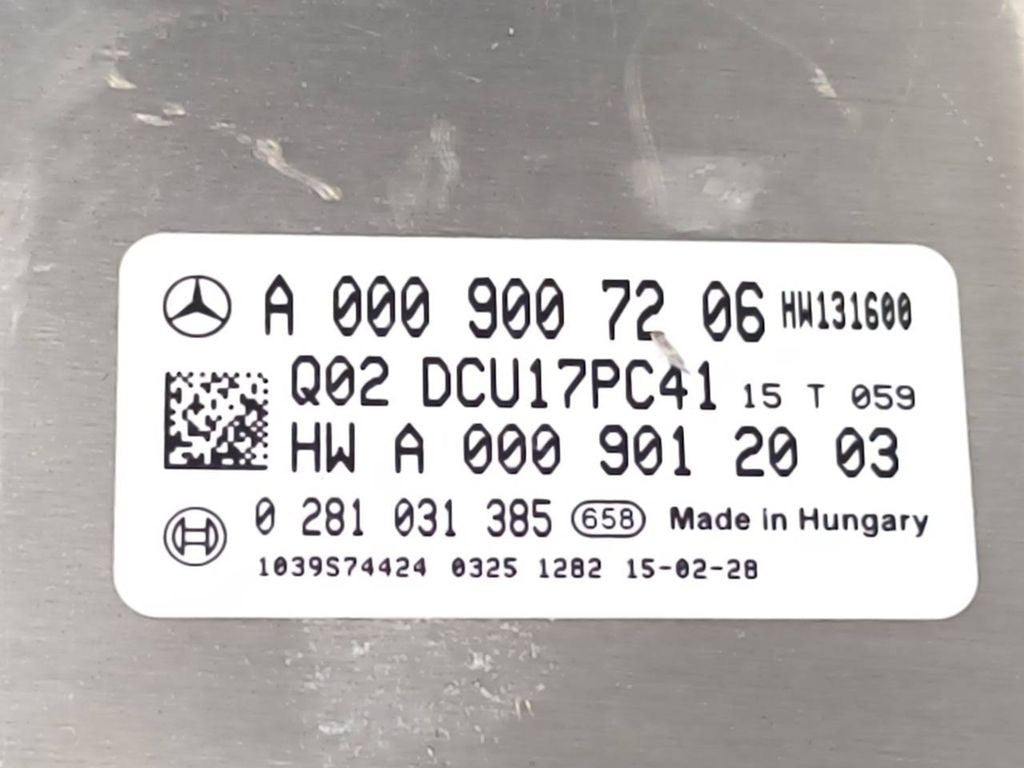 A 000 900 72 06 HW131600
Q02 DCU17PC41 15 T 059
HW A 000 901 20 03
0 281 031 385 658 Made in Hungary
1039S74424 0325 1282 15-02-28